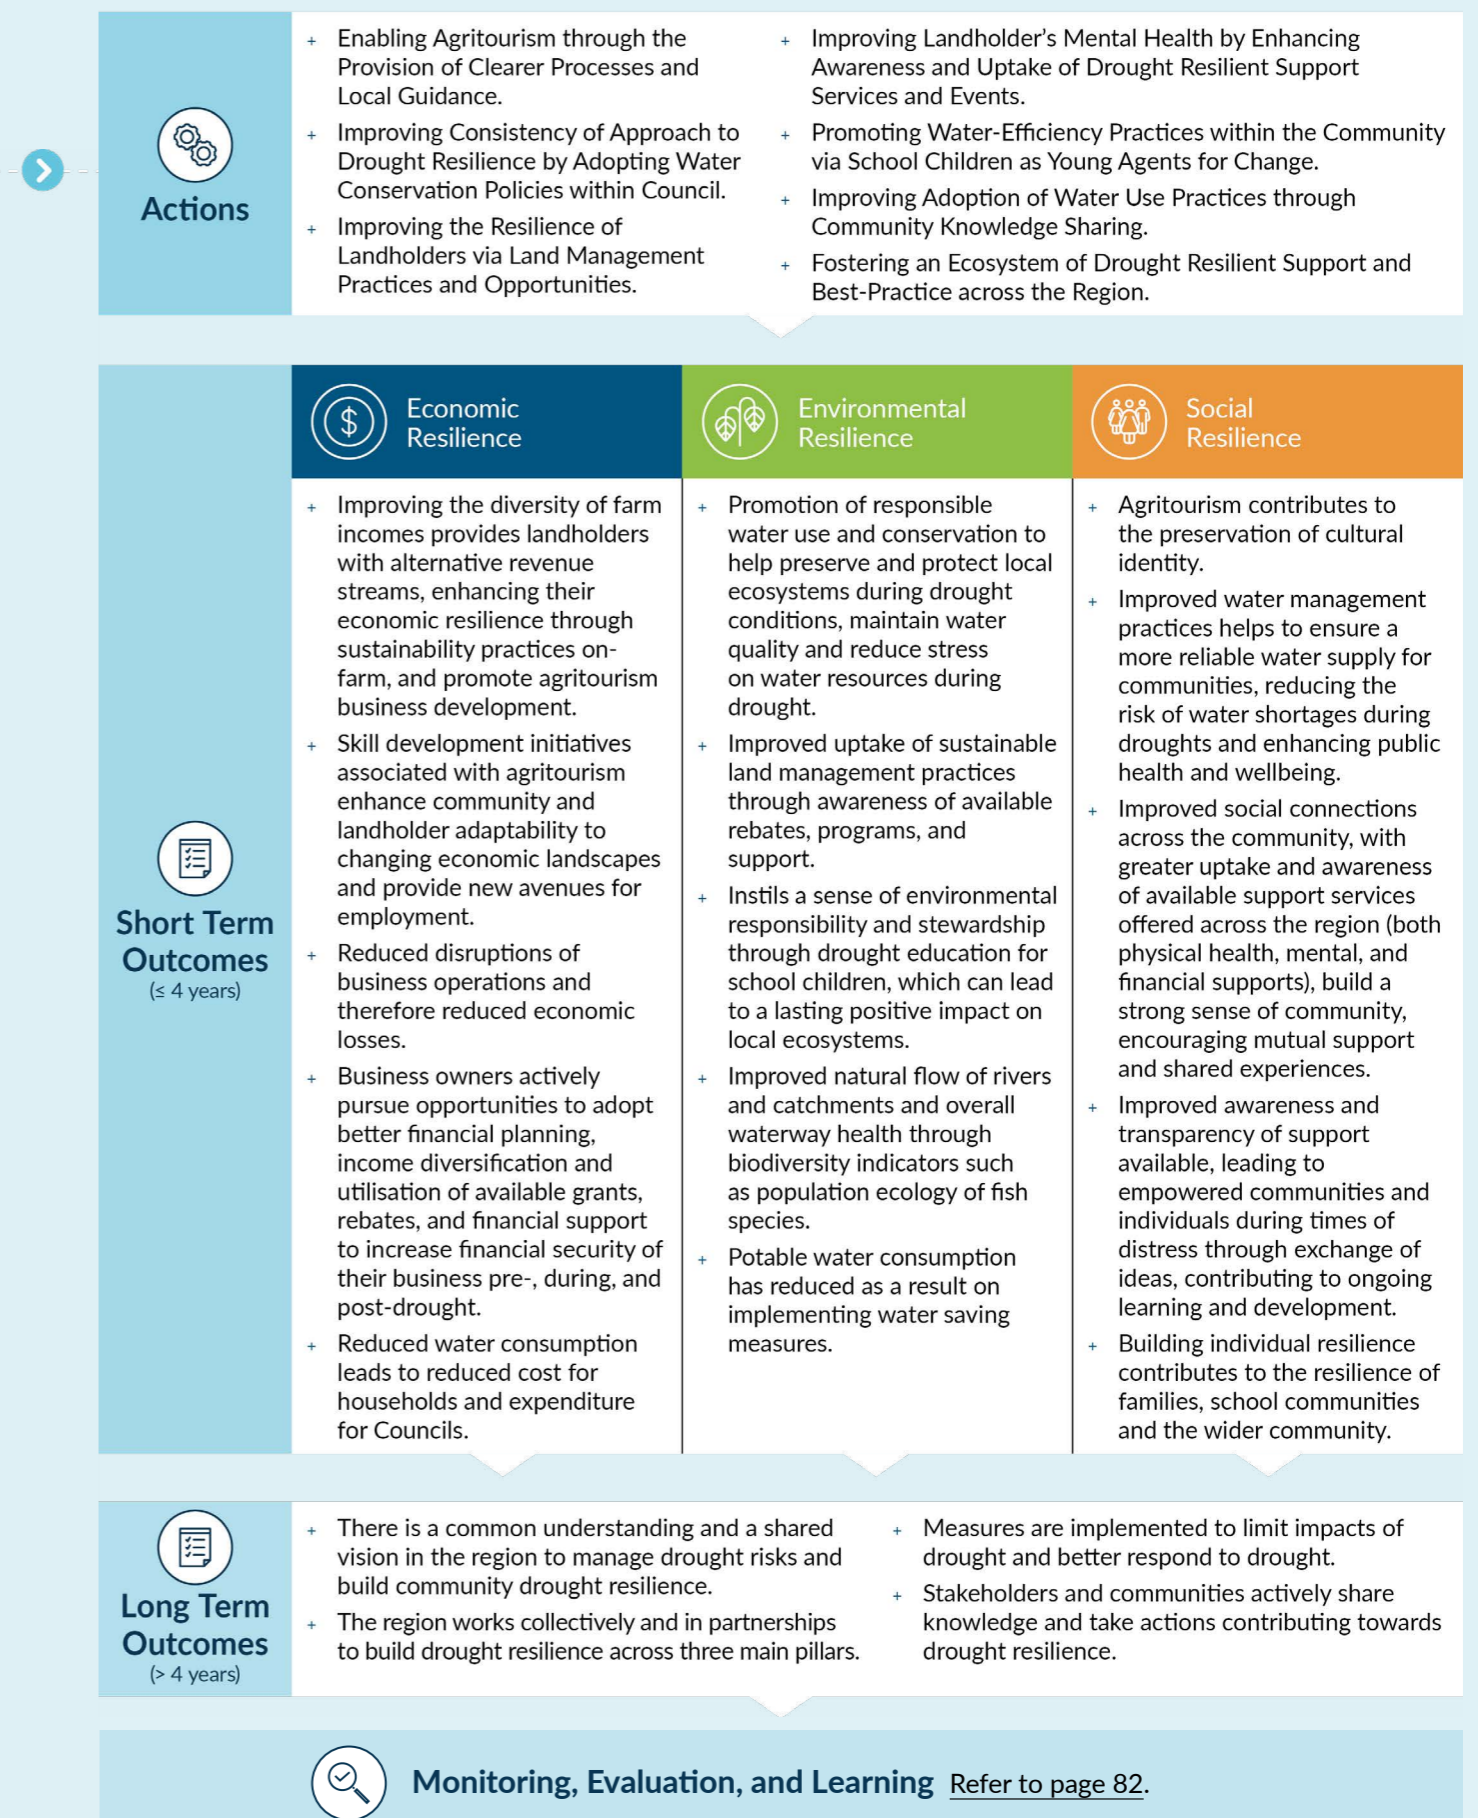 Actions
+ Enabling Agritourism through the
Provision of Clearer Processes and
Local Guidance.
+ Improving Consistency of Approach to
Drought Resilience by Adopting Water
Conservation Policies within Council.
+ Improving the Resilience of
Landholders via Land Management
Practices and Opportunities.
+ Improving Landholder's Mental Health by Enhancing
Awareness and Uptake of Drought Resilient Support
Services and Events.
+ Promoting Water-Efficiency Practices within the Community
via School Children as Young Agents for Change.
+ Improving Adoption of Water Use Practices through
Community Knowledge Sharing.
+ Fostering an Ecosystem of Drought Resilient Support and
Best-Practice across the Region.
Short Term
Outcomes
(≤ 4 years)
$
Economic
Resilience
+ Improving the diversity of farm
incomes provides landholders
with alternative revenue
streams, enhancing their
economic resilience through
sustainability practices on-
farm, and promote agritourism
business development.
+ Skill development initiatives
associated with agritourism
enhance community and
landholder adaptability to
changing economic landscapes
and provide new avenues for
employment.
+ Reduced disruptions of
business operations and
therefore reduced economic
losses.
+ Business owners actively
pursue opportunities to adopt
better financial planning,
income diversification and
utilisation of available grants,
rebates, and financial support
to increase financial security of
their business pre-, during, and
post-drought.
+ Reduced water consumption
leads to reduced cost for
households and expenditure
for Councils.
Environmental
Resilience
+ Promotion of responsible
water use and conservation to
help preserve and protect local
ecosystems during drought
conditions, maintain water
quality and reduce stress
on water resources during
drought.
+ Improved uptake of sustainable
land management practices
through awareness of available
rebates, programs, and
support.
+ Instils a sense of environmental
responsibility and stewardship
through drought education for
school children, which can lead
to a lasting positive impact on
local ecosystems.
+ Improved natural flow of rivers
and catchments and overall
waterway health through
biodiversity indicators such
as population ecology of fish
species.
+ Potable water consumption
has reduced as a result on
implementing water saving
measures.
Social
Resilience
+ Agritourism contributes to
the preservation of cultural
identity.
+ Improved water management
practices helps to ensure a
more reliable water supply for
communities, reducing the
risk of water shortages during
droughts and enhancing public
health and wellbeing.
+ Improved social connections
across the community, with
greater uptake and awareness
of available support services
offered across the region (both
physical health, mental, and
financial supports), build a
strong sense of community,
encouraging mutual support
and shared experiences.
+ Improved awareness and
transparency of support
available, leading to
empowered communities and
individuals during times of
distress through exchange of
ideas, contributing to ongoing
learning and development.
+ Building individual resilience
contributes to the resilience of
families, school communities
and the wider community.
Long Term
Outcomes
(> 4 years)
+ There is a common understanding and a shared
vision in the region to manage drought risks and
build community drought resilience.
+ The region works collectively and in partnerships
to build drought resilience across three main pillars.
+ Measures are implemented to limit impacts of
drought and better respond to drought.
+ Stakeholders and communities actively share
knowledge and take actions contributing towards
drought resilience.
Monitoring, Evaluation, and Learning Refer to page 82.